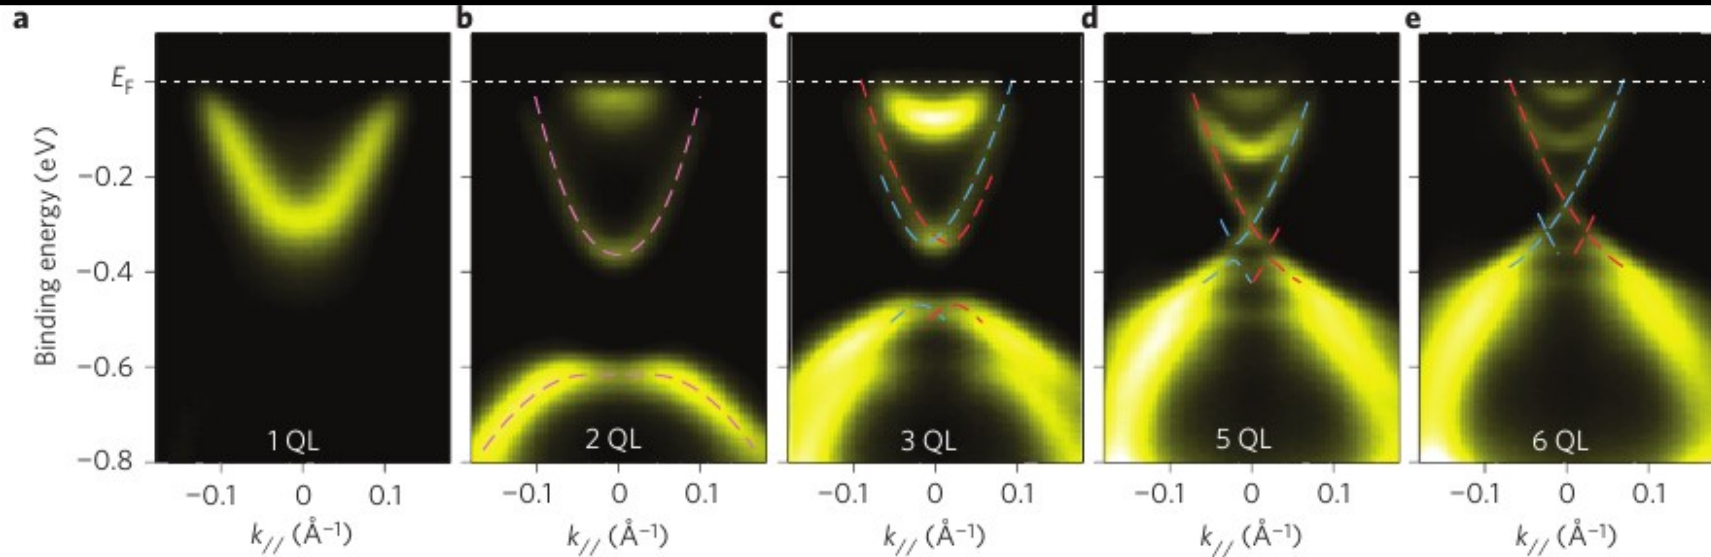 a
b
c
d
e
E_F
Binding energy (eV)
−0.2
−0.4
−0.6
−0.8
1 QL
2 QL
3 QL
5 QL
6 QL
−0.1 0 0.1
−0.1 0 0.1
−0.1 0 0.1
−0.1 0 0.1
−0.1 0 0.1
k// (Å⁻¹)
k// (Å⁻¹)
k// (Å⁻¹)
k// (Å⁻¹)
k// (Å⁻¹)